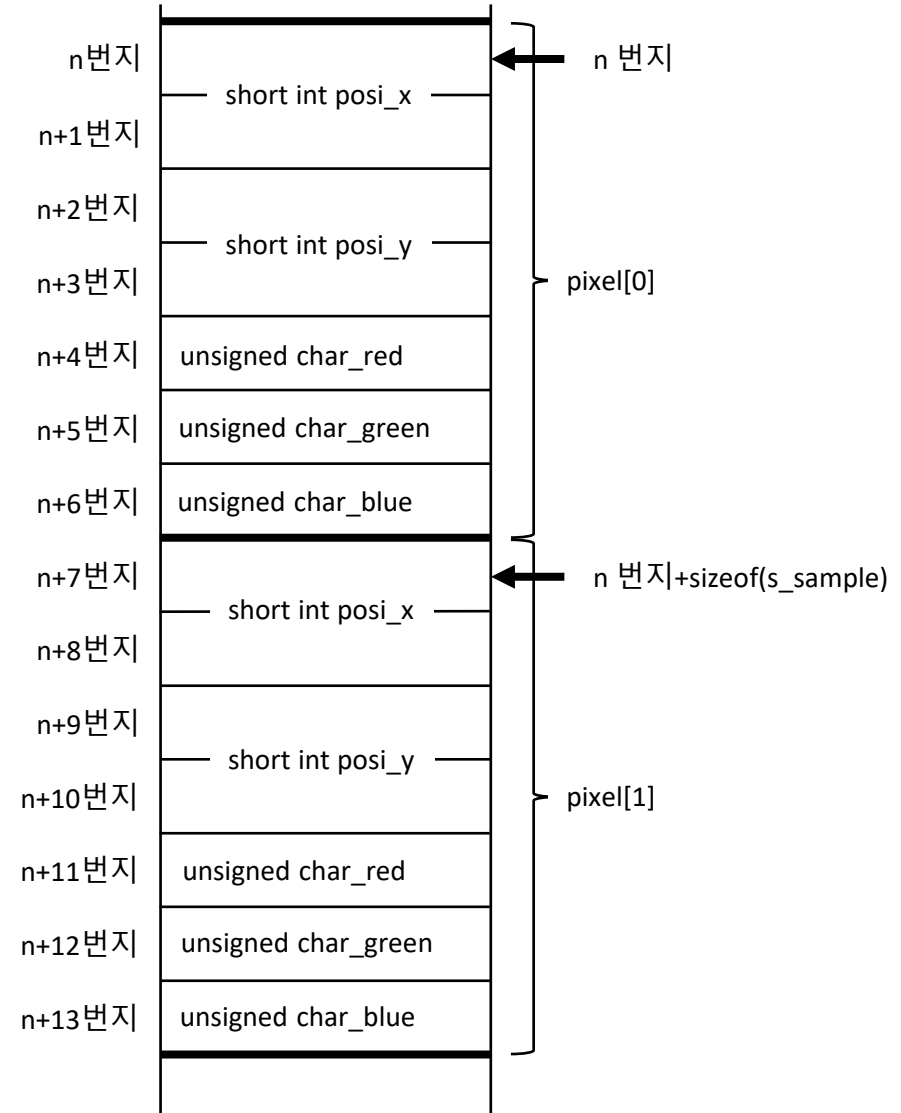 n번지
n 번지
short int posi_x
n+1번지
n+2번지
short int posi_y
n+3번지
pixel[0]
n+4번지
unsigned char_red
n+5번지
unsigned char_green
n+6번지
unsigned char_blue
n+7번지
n 번지+sizeof(s_sample)
short int posi_x
n+8번지
n+9번지
short int posi_y
n+10번지
pixel[1]
n+11번지
unsigned char_red
n+12번지
unsigned char_green
n+13번지
unsigned char_blue